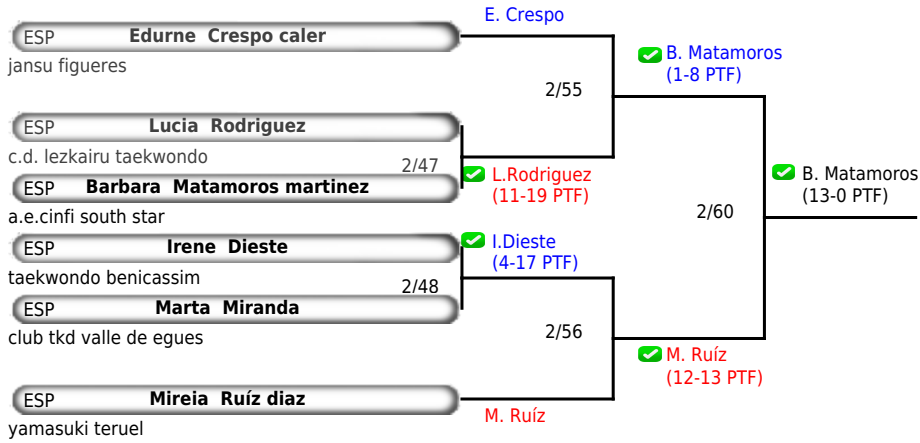 E. Crespo
ESP Edurne Crespo caler
jansu figueres
B. Matamoros
(1-8 PTF)
2/55
ESP Lucia Rodriguez
c.d. lezkairu taekwondo
2/47
L.Rodriguez
(11-19 PTF)
ESP Barbara Matamoros martinez
a.e.cinfi south star
B. Matamoros
(13-0 PTF)
2/60
ESP Irene Dieste
taekwondo benicassim
I.Dieste
(4-17 PTF)
2/48
ESP Marta Miranda
club tkd valle de egues
2/56
M. Ruíz
(12-13 PTF)
ESP Mireia Ruíz diaz
yamasuki teruel
M. Ruíz